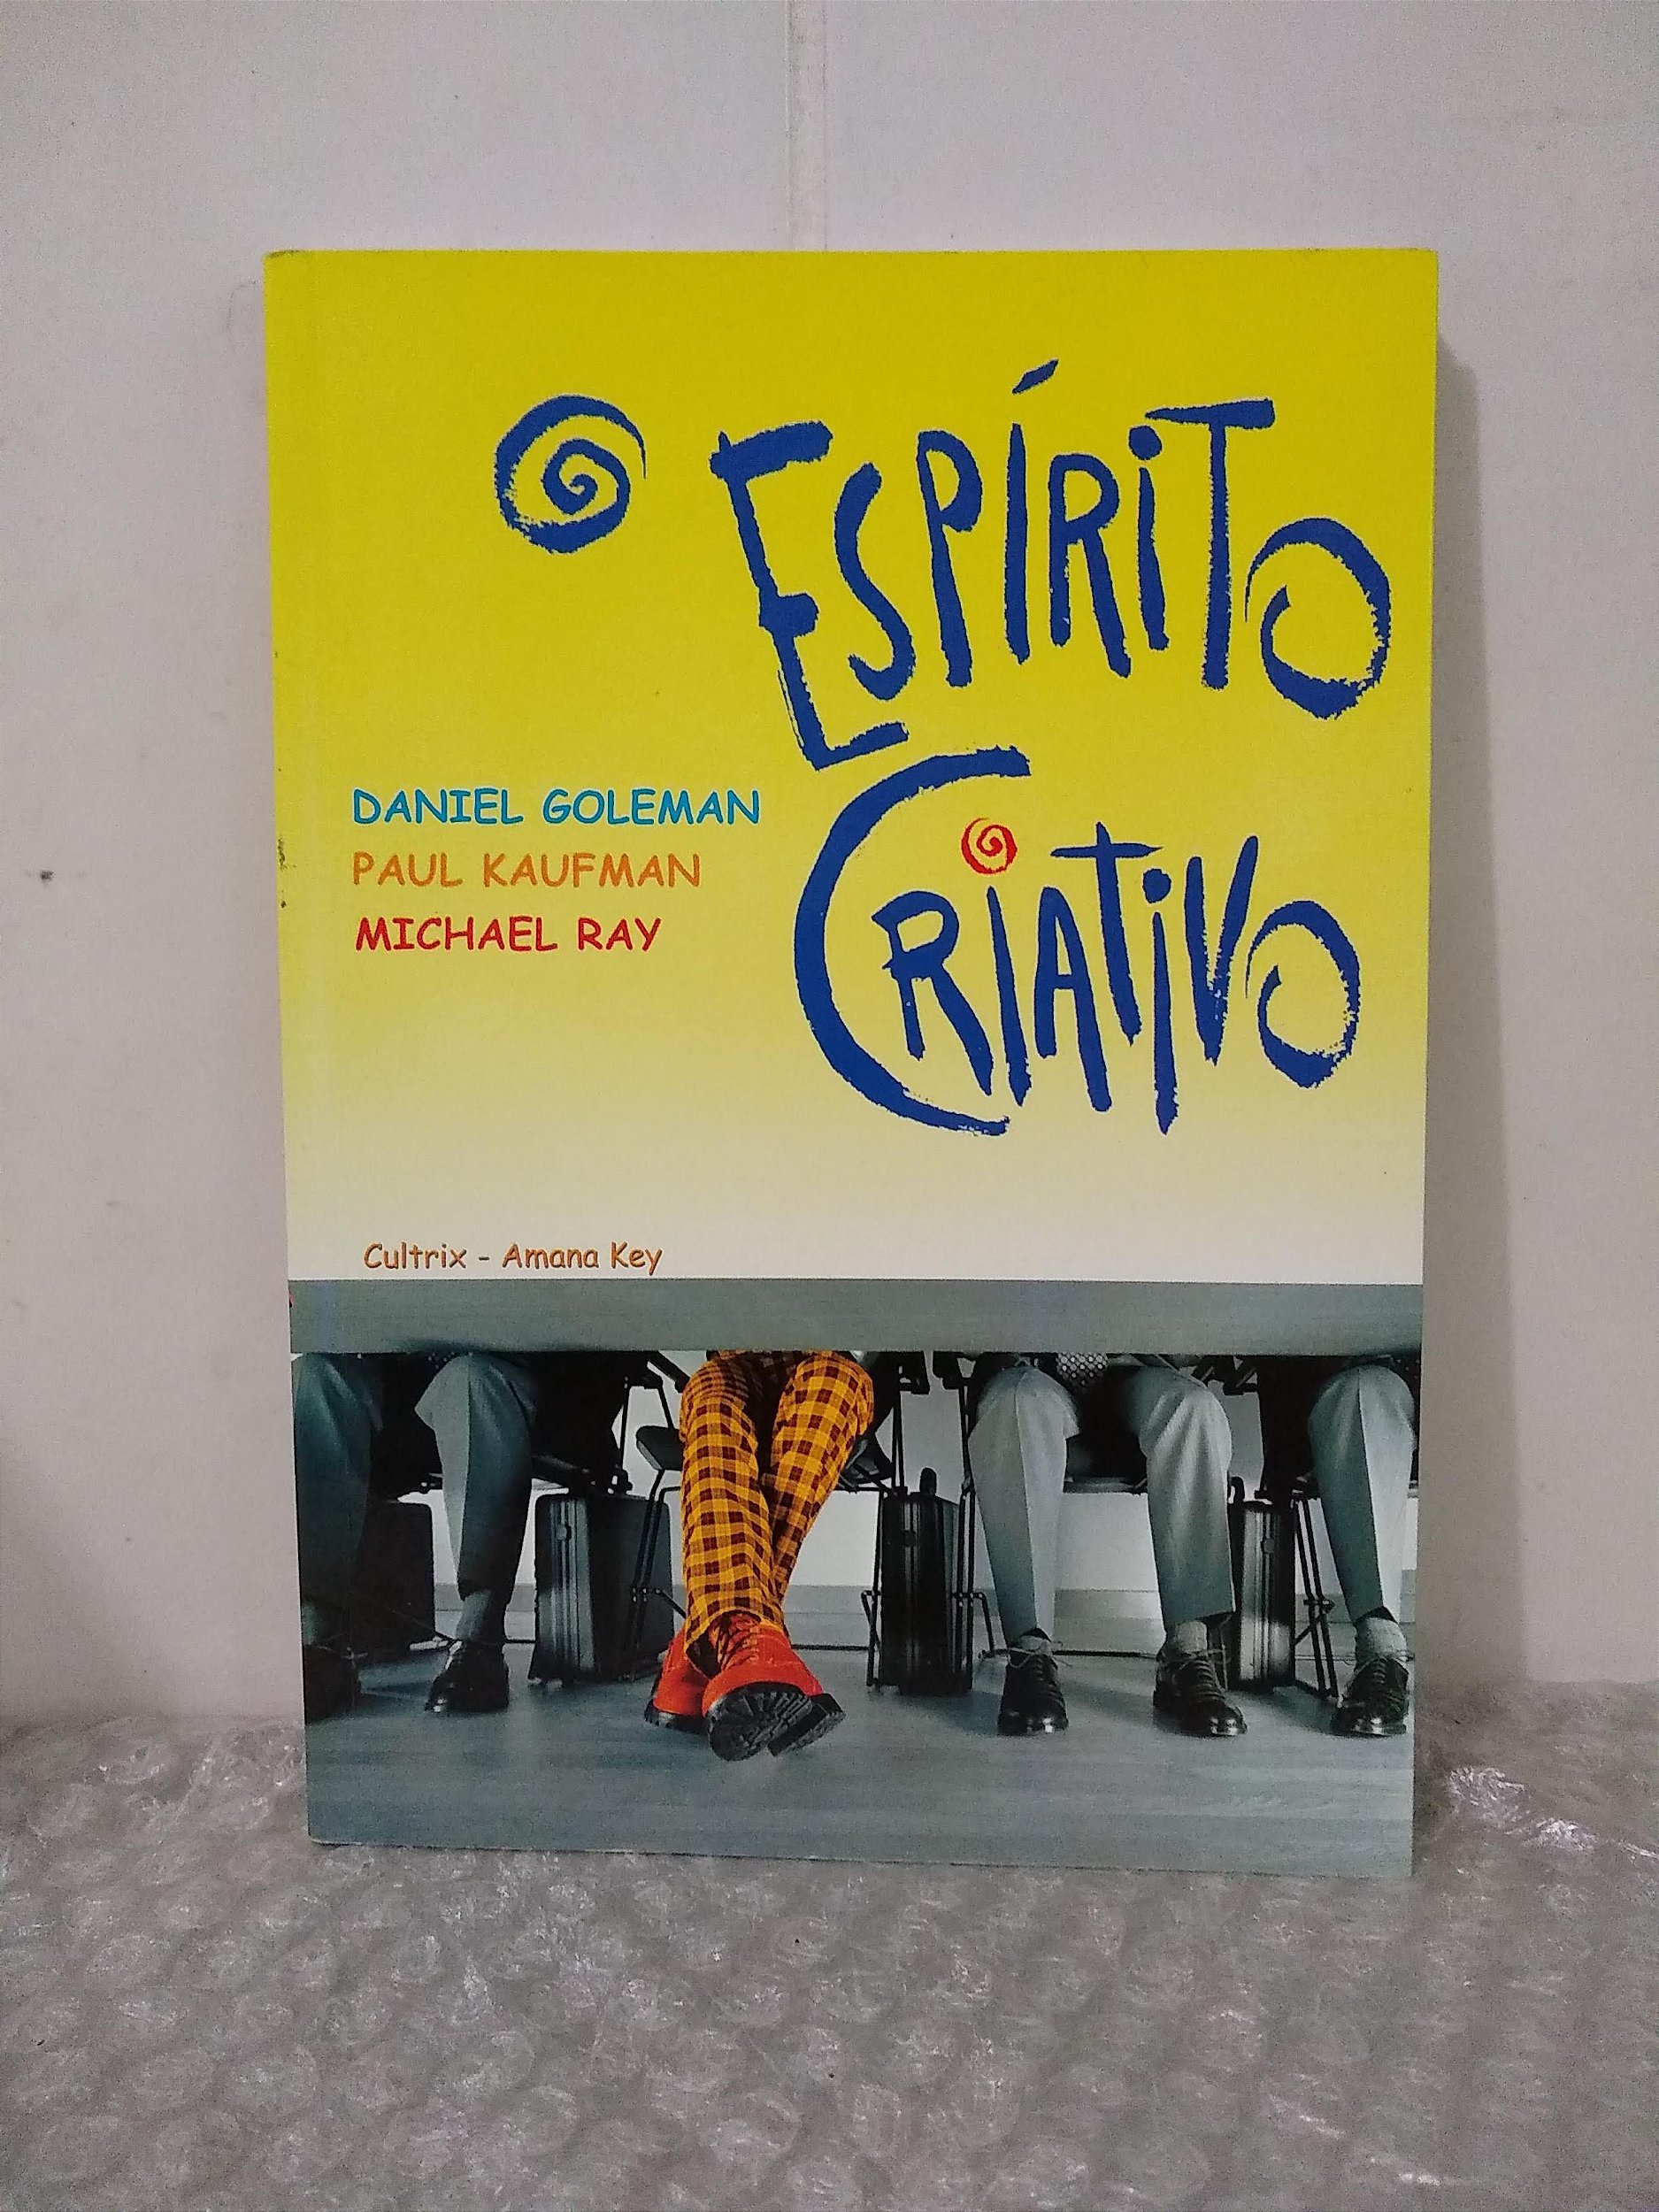 O ESPÍRITO
CRIATIVO
DANIEL GOLEMAN
PAUL KAUFMAN
MICHAEL RAY
Cultrix - Amana Key